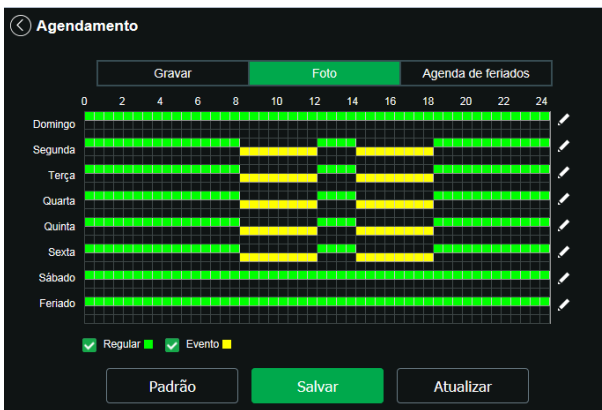 Agendamento
Gravar Foto Agenda de feriados
0 2 4 6 8 10 12 14 16 18 20 22 24
Domingo
Segunda
Terça
Quarta
Quinta
Sexta
Sábado
Feriado
Regular Evento
Padrão Salvar Atualizar